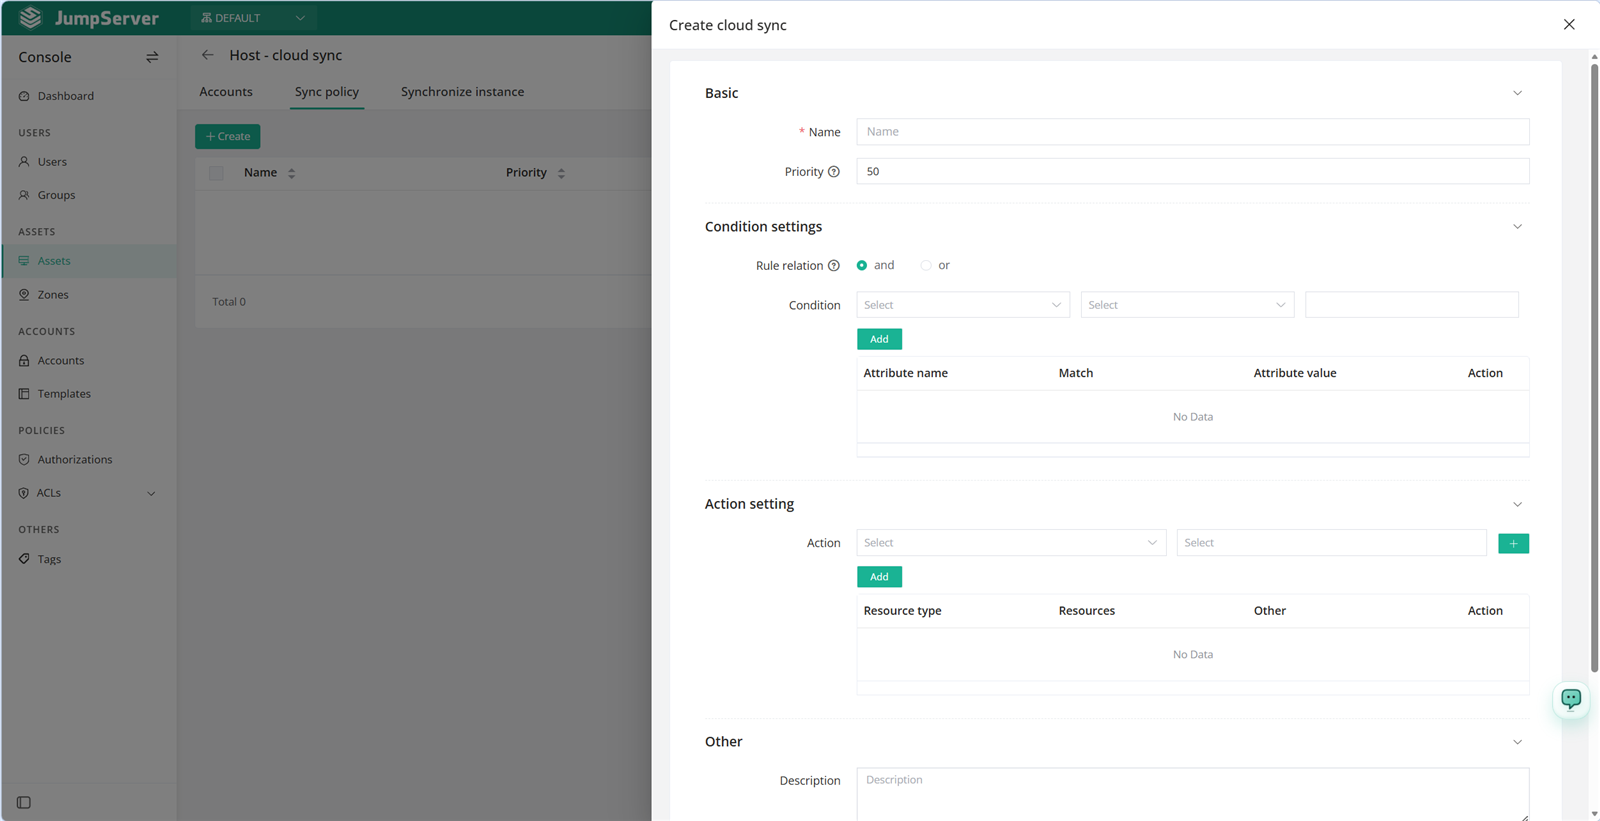 JumpServer
DEFAULT
Console
Dashboard
USERS
Users
Groups
ASSETS
Assets
Zones
ACCOUNTS
Accounts
Templates
POLICIES
Authorizations
ACLs
OTHERS
Tags
Host - cloud sync
Accounts
Sync policy
Synchronize instance
+ Create
Name
Priority
Total 0
Create cloud sync
Basic
* Name
Name
Priority
50
Condition settings
Rule relation
and
or
Condition
Select
Select
Add
Attribute name
Match
Attribute value
Action
No Data
Action setting
Action
Select
Select
+
Add
Resource type
Resources
Other
Action
No Data
Other
Description
Description